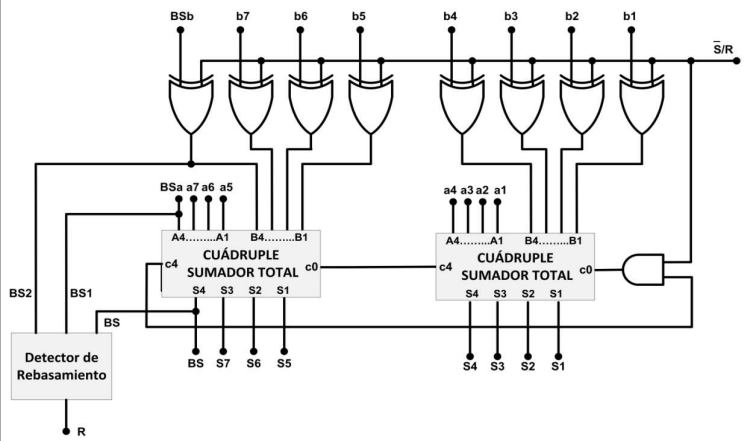 BSb b7 b6 b5 b4 b3 b2 b1
S̅/R
BSa a7 a6 a5
a4 a3 a2 a1
A4.........A1 B4.........B1
A4.........A1 B4.........B1
c4 CUÁDRUPLE SUMADOR TOTAL c0
c4 CUÁDRUPLE SUMADOR TOTAL c0
S4 S3 S2 S1
S4 S3 S2 S1
BS2 BS1 BS
BS S7 S6 S5
S4 S3 S2 S1
Detector de
Rebasamiento
R